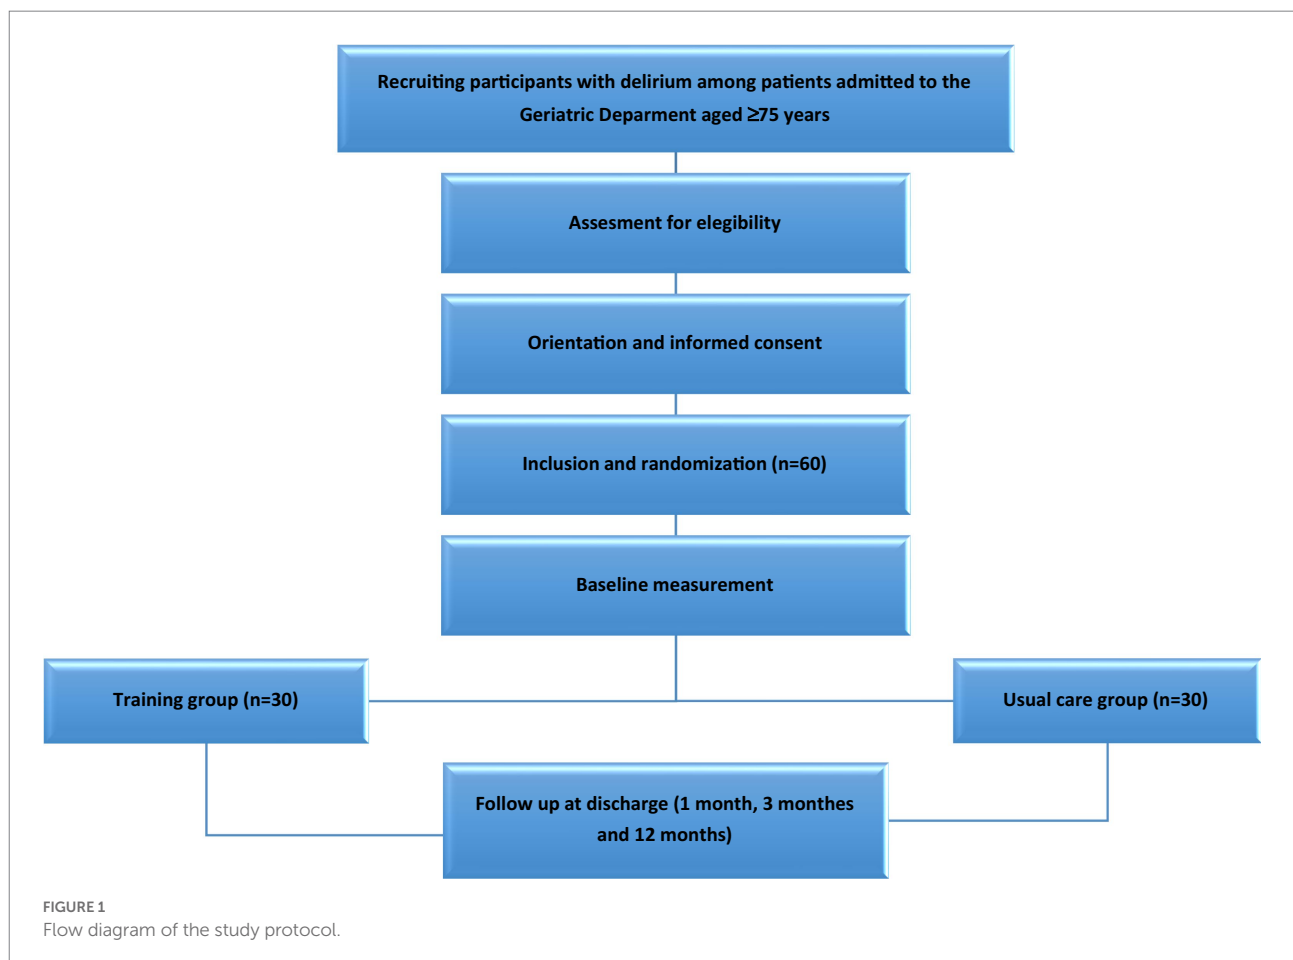 Recruiting participants with delirium among patients admitted to the
Geriatric Deparment aged ≥75 years
Assesment for elegibility
Orientation and informed consent
Inclusion and randomization (n=60)
Baseline measurement
Training group (n=30)
Usual care group (n=30)
Follow up at discharge (1 month, 3 monthes
and 12 months)
FIGURE 1
Flow diagram of the study protocol.